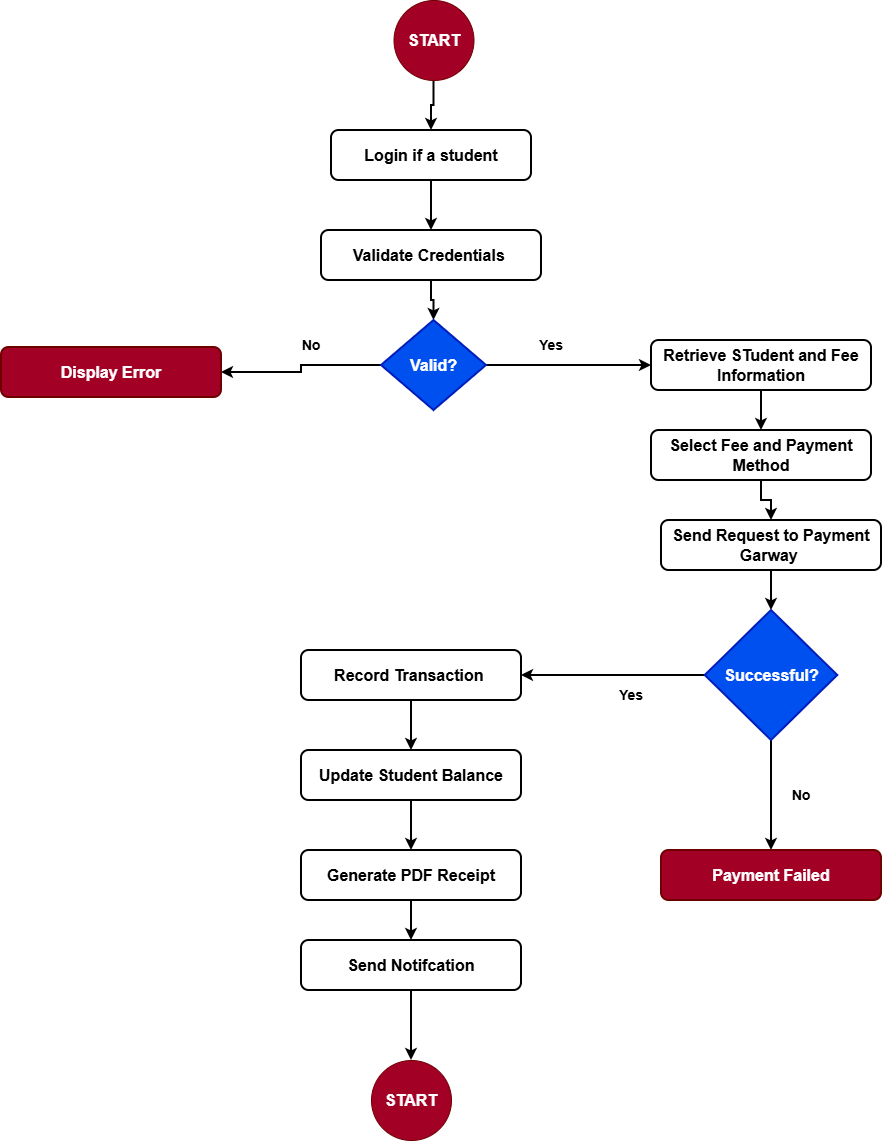 START
Login if a student
Validate Credentials
No
Yes
Display Error
Valid?
Retrieve STudent and Fee
Information
Select Fee and Payment
Method
Send Request to Payment
Garway
Record Transaction
Successful?
Yes
Update Student Balance
No
Generate PDF Receipt
Payment Failed
Send Notifcation
START